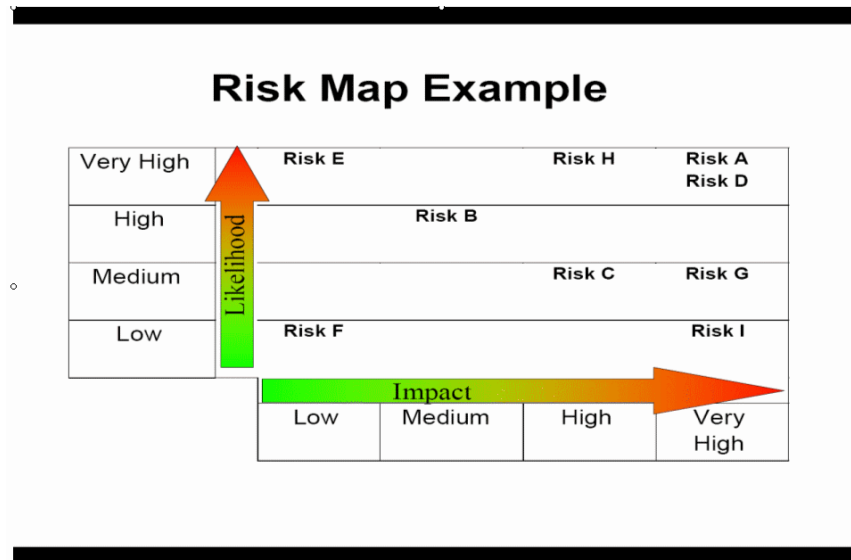 Risk Map Example
Very High Risk E Risk H Risk A
Risk D
High Risk B
Medium Risk C Risk G
Low Risk F Risk I
Likelihood
Impact
Low Medium High Very
High